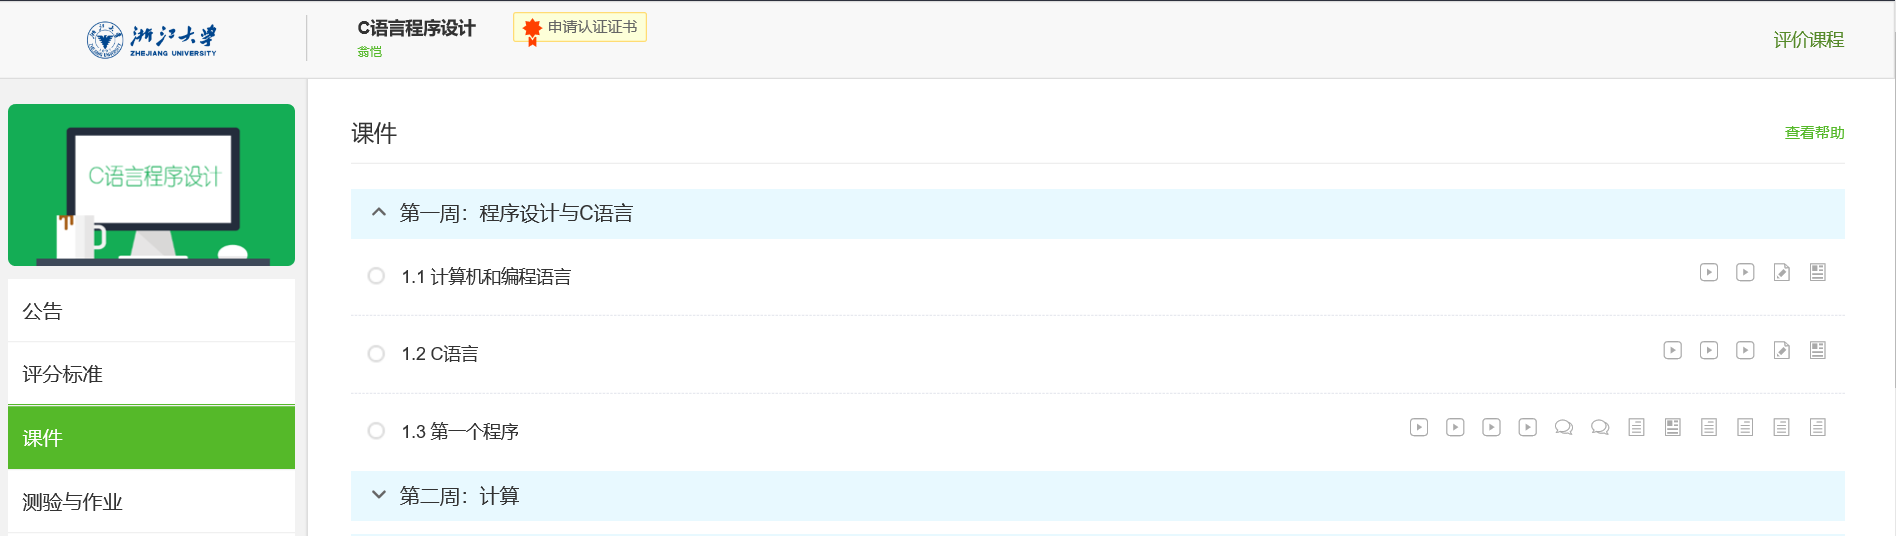 浙江大学
ZHEJIANG UNIVERSITY
C语言程序设计
翁恺
申请认证证书
评价课程
C语言程序设计
公告
评分标准
课件
测验与作业
课件
查看帮助
第一周：程序设计与C语言
1.1 计算机和编程语言
1.2 C语言
1.3 第一个程序
第二周：计算